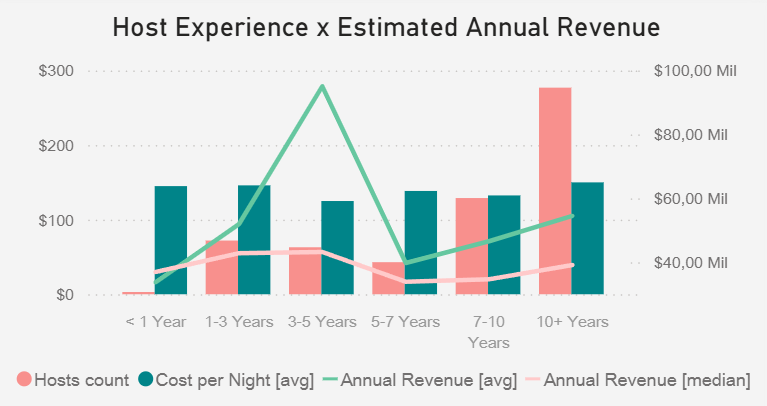 Host Experience x Estimated Annual Revenue
$300
$200
$100
$0
$100,00 Mil
$80,00 Mil
$60,00 Mil
$40,00 Mil
< 1 Year
1-3 Years
3-5 Years
5-7 Years
7-10
Years
10+ Years
Hosts count
Cost per Night [avg]
Annual Revenue [avg]
Annual Revenue [median]